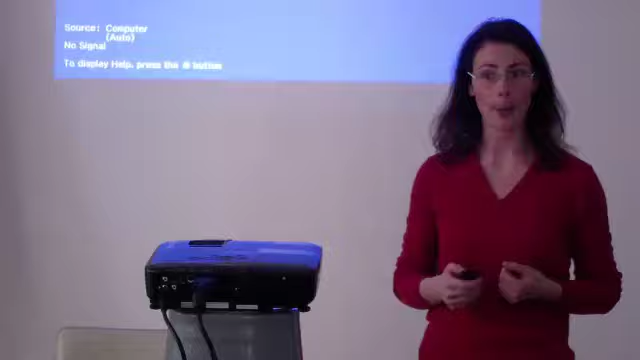 Source: Computer
(Auto)
No Signal
To display Help, press the ⊕ button